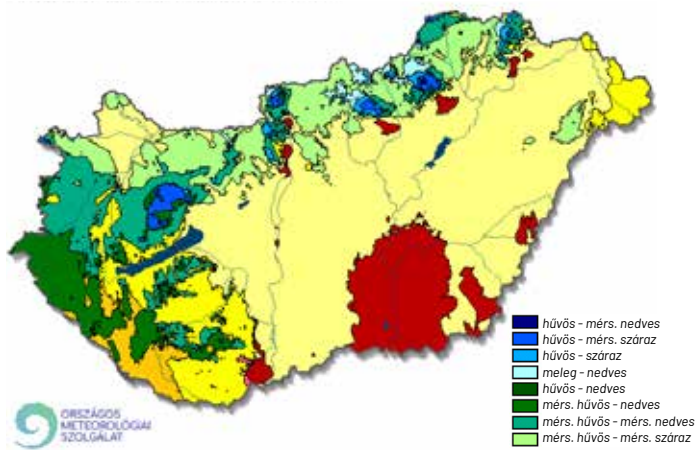 hűvös - mérs. nedves
hűvös - mérs. száraz
hűvös - száraz
meleg - nedves
hűvös - nedves
mérs. hűvös - nedves
mérs. hűvös - mérs. nedves
mérs. hűvös - mérs. száraz
ORSZÁGOS
METEOROLÓGIAI
SZOLGÁLAT